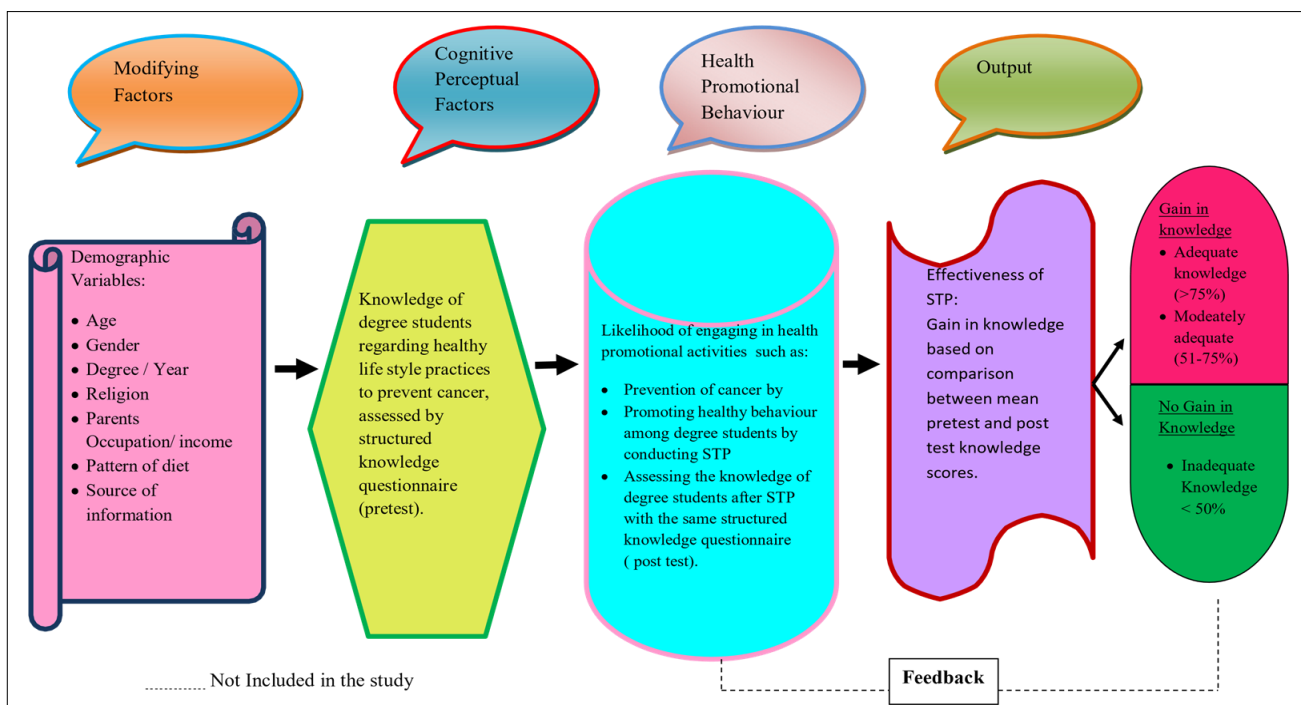 Modifying
Factors
Cognitive
Perceptual
Factors
Health
Promotional
Behaviour
Output
Demographic
Variables:
• Age
• Gender
• Degree / Year
• Religion
• Parents
Occupation/ income
• Pattern of diet
• Source of
information
Knowledge of
degree students
regarding healthy
life style practices
to prevent cancer,
assessed by
structured
knowledge
questionnaire
(pretest).
Likelihood of engaging in health
promotional activities such as:
• Prevention of cancer by
• Promoting healthy behaviour
among degree students by
conducting STP
• Assessing the knowledge of
degree students after STP
with the same structured
knowledge questionnaire
( post test).
Effectiveness of
STP:
Gain in knowledge
based on
comparison
between mean
pretest and post
test knowledge
scores.
Gain in
knowledge
• Adequate
knowledge
(>75%)
• Modeately
adequate
(51-75%)
No Gain in
Knowledge
• Inadequate
Knowledge
< 50%
Not Included in the study
Feedback